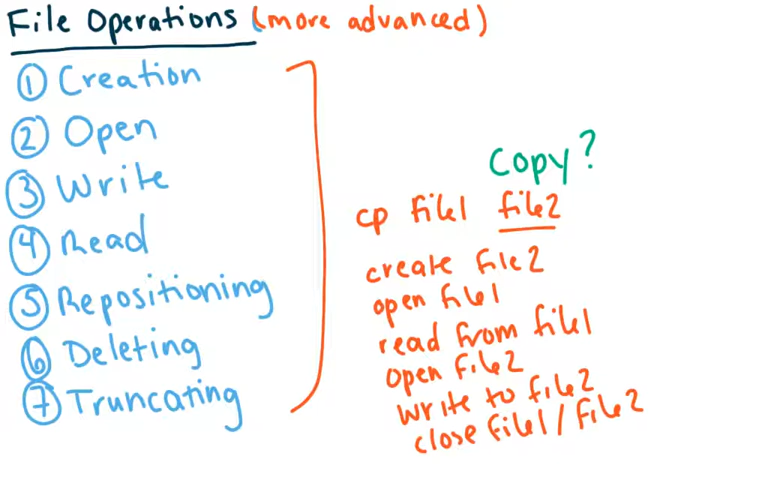 File Operations (more advanced)
① Creation
② Open
③ Write
④ Read
⑤ Repositioning
⑥ Deleting
⑦ Truncating
Copy?
cp file1 file2
create file2
open file1
read from file1
open file2
write to file2
close file1/file2